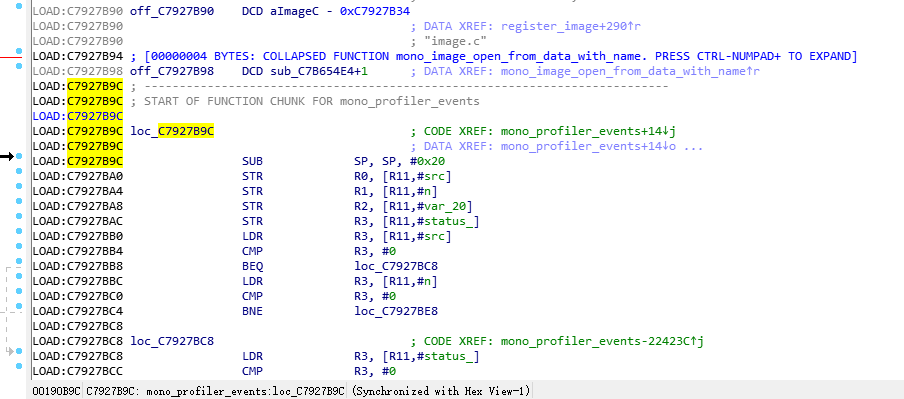 LOAD:C7927B90 off_C7927B90 DCD aImageC - 0xC7927B34
LOAD:C7927B90 ; DATA XREF: register_image+290↑r
LOAD:C7927B90 ; "image.c"
LOAD:C7927B94 ; [00000004 BYTES: COLLAPSED FUNCTION mono_image_open_from_data_with_name. PRESS CTRL-NUMPAD+ TO EXPAND]
LOAD:C7927B98 off_C7927B98 DCD sub_C7B654E4+1 ; DATA XREF: mono_image_open_from_data_with_name↑r
LOAD:C7927B9C ; ---------------------------------------------------------------------------
LOAD:C7927B9C ; START OF FUNCTION CHUNK FOR mono_profiler_events
LOAD:C7927B9C
LOAD:C7927B9C loc_C7927B9C ; CODE XREF: mono_profiler_events+14↓j
LOAD:C7927B9C ; DATA XREF: mono_profiler_events+14↓o ...
LOAD:C7927B9C SUB SP, SP, #0x20
LOAD:C7927BA0 STR R0, [R11,#src]
LOAD:C7927BA4 STR R1, [R11,#n]
LOAD:C7927BA8 STR R2, [R11,#var_20]
LOAD:C7927BAC STR R3, [R11,#status_]
LOAD:C7927BB0 LDR R3, [R11,#src]
LOAD:C7927BB4 CMP R3, #0
LOAD:C7927BB8 BEQ loc_C7927BC8
LOAD:C7927BBC LDR R3, [R11,#n]
LOAD:C7927BC0 CMP R3, #0
LOAD:C7927BC4 BNE loc_C7927BE8
LOAD:C7927BC8
LOAD:C7927BC8 loc_C7927BC8 ; CODE XREF: mono_profiler_events-22423C↑j
LOAD:C7927BC8 LDR R3, [R11,#status_]
LOAD:C7927BCC CMP R3, #0
00190B9C C7927B9C: mono_profiler_events:loc_C7927B9C (Synchronized with Hex View-1)